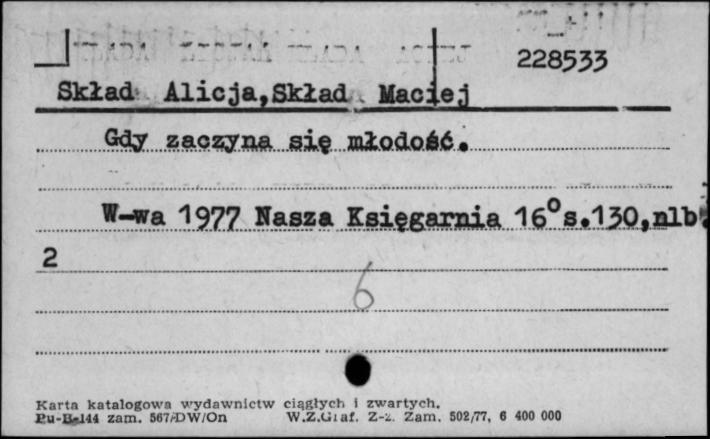 228533
Skład Alicja,Skład Maciej
Gdy zaczyna się młodość.
W-wa 1977 Nasza Księgarnia 16° s.130,nlb.
2
6
Karta katalogowa wydawnictw ciągłych i zwartych.
Pu-B-144 zam. 567/DW/On W.Z.Graf. Z-2. Zam. 502/77, 6 400 000